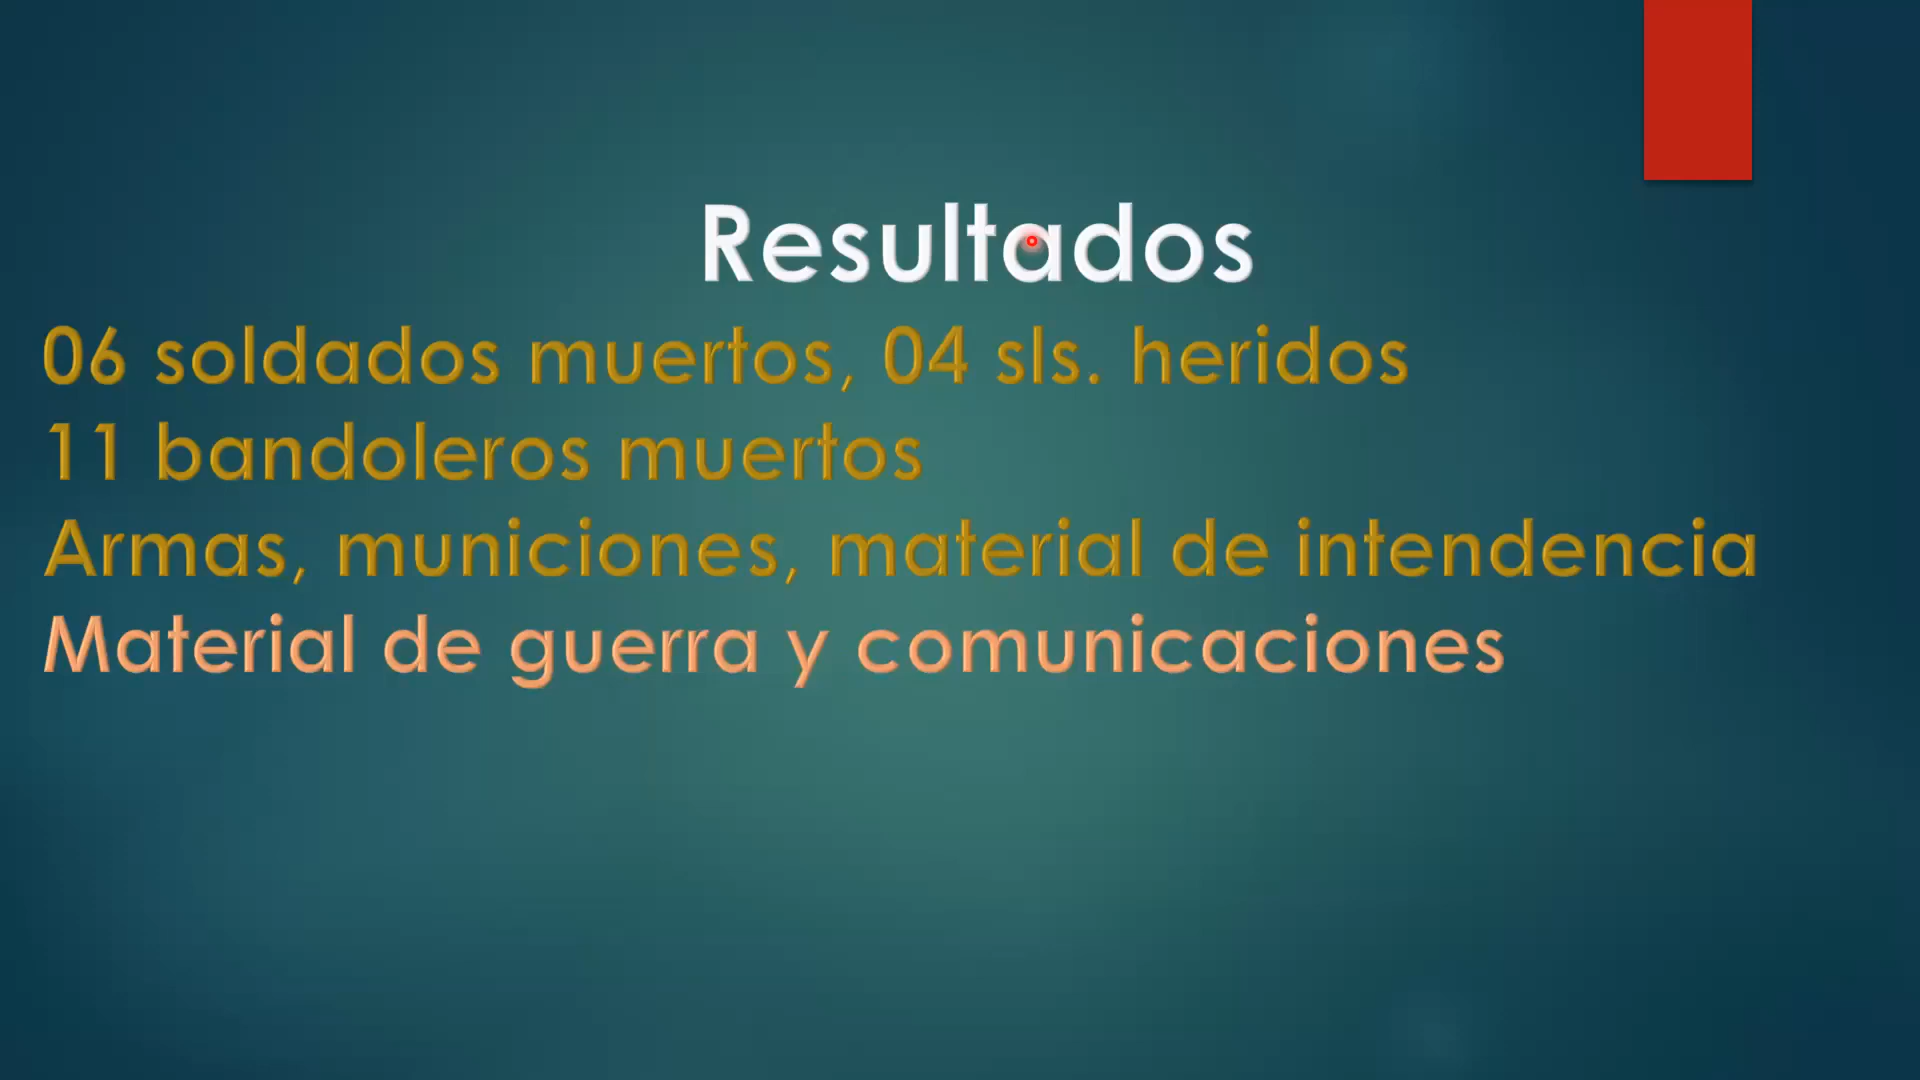 Resultados
06 soldados muertos, 04 sls. heridos
11 bandoleros muertos
Armas, municiones, material de intendencia
Material de guerra y comunicaciones